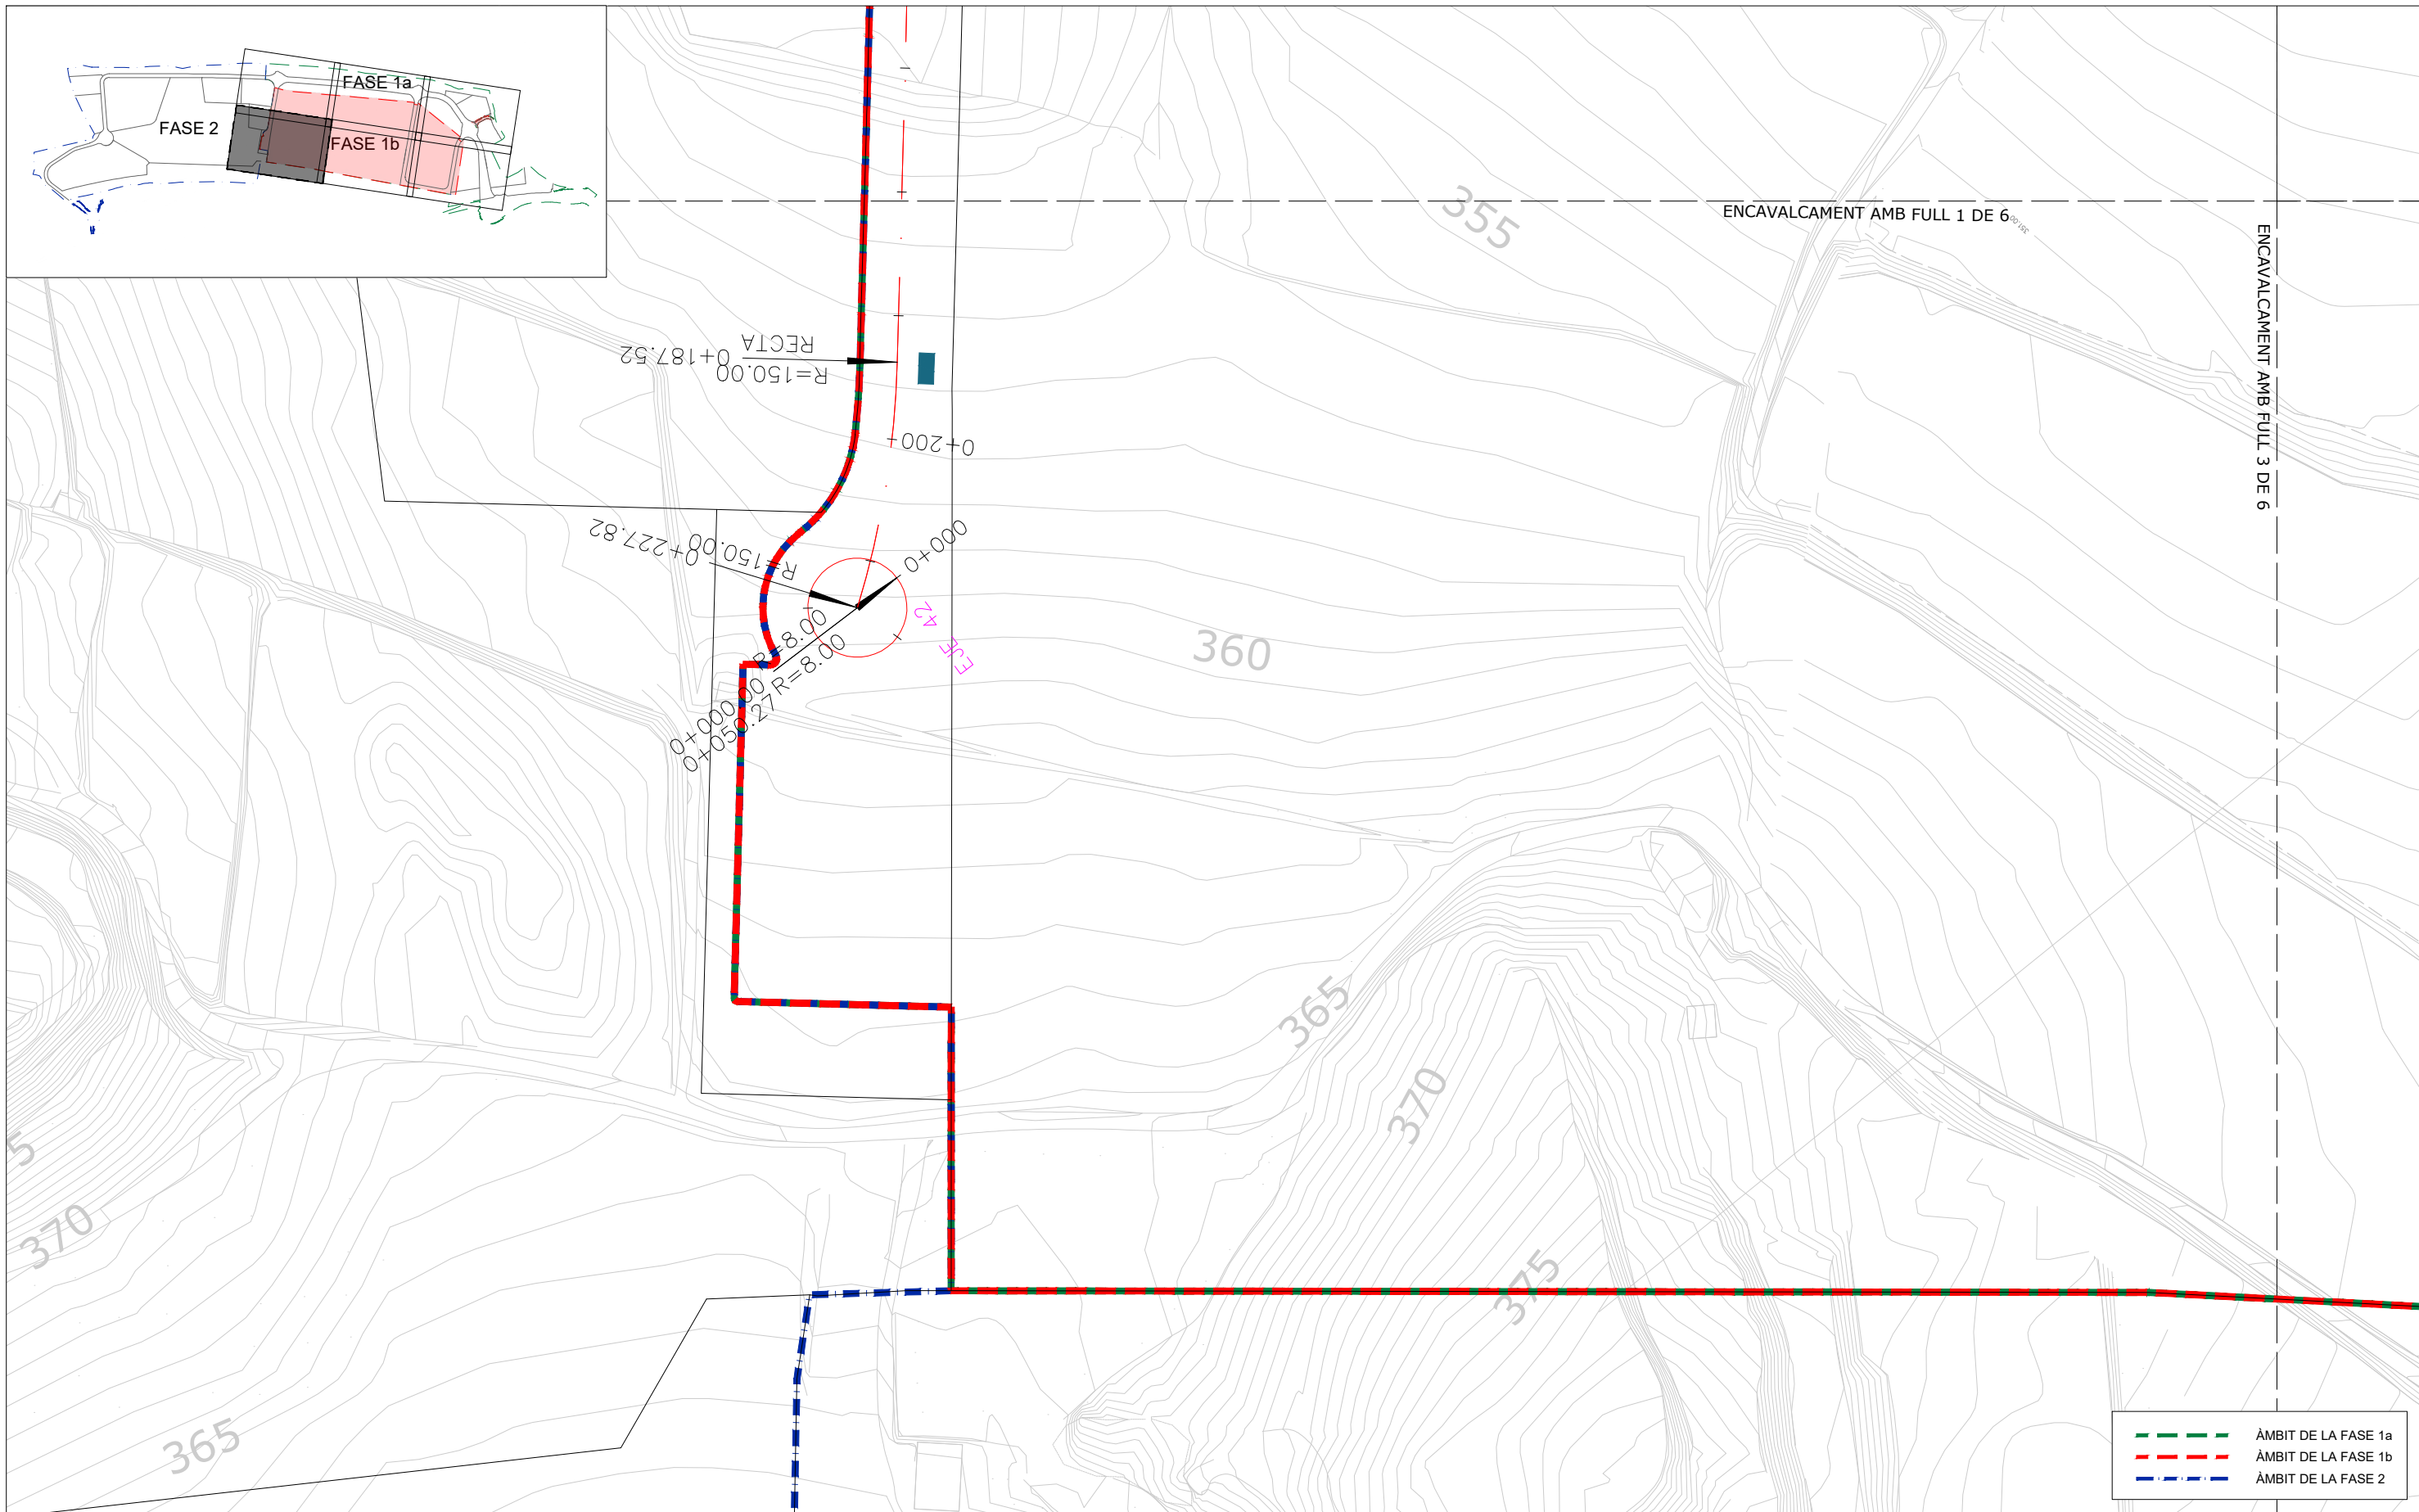 FASE 1a
FASE 2
FASE 1b
355
ENCAVALCAMENT AMB FULL 1 DE 6
351.00
ENCAVALCAMENT AMB FULL 3 DE 6
RECTA
0+187.52
R=150.00
0+200
0+227.82
R=150.00
0+000
EJE 42
R=8.00
0+000.00
R=8.00
0+050.27
360
365
370
5
370
375
365
ÀMBIT DE LA FASE 1a
ÀMBIT DE LA FASE 1b
ÀMBIT DE LA FASE 2